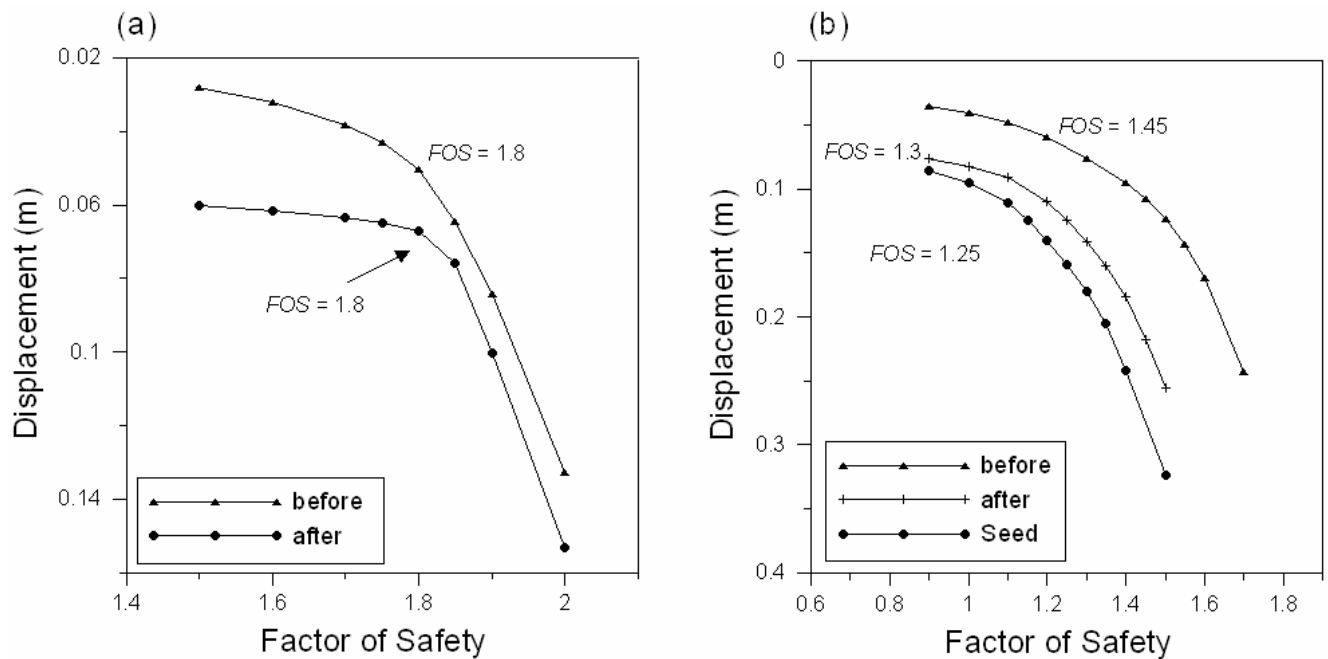 (a)
0.02
0.06
0.1
0.14
Displacement (m)
FOS = 1.8
FOS = 1.8
before
after
1.4
1.6
1.8
2
Factor of Safety
(b)
0
0.1
0.2
0.3
0.4
Displacement (m)
FOS = 1.45
FOS = 1.3
FOS = 1.25
before
after
Seed
0.6
0.8
1
1.2
1.4
1.6
1.8
Factor of Safety